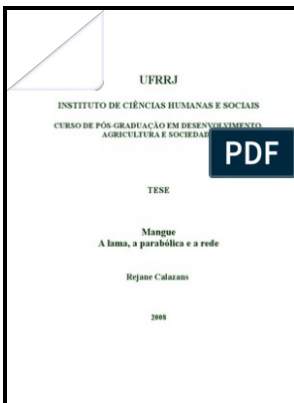 UFRRJ
INSTITUTO DE CIÊNCIAS HUMANAS E SOCIAIS
CURSO DE PÓS-GRADUAÇÃO EM DESENVOLVIMENTO,
AGRICULTURA E SOCIEDAD
PDF
TESE
Mangue
A lama, a parabólica e a rede
Rejane Calazans
2008